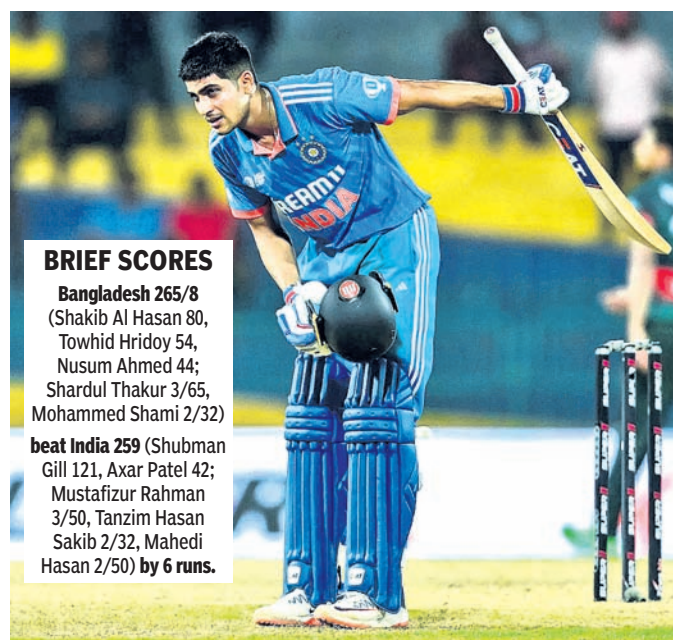 BRIEF SCORES
Bangladesh 265/8
(Shakib Al Hasan 80,
Towhid Hridoy 54,
Nusum Ahmed 44;
Shardul Thakur 3/65,
Mohammed Shami 2/32)
beat India 259 (Shubman
Gill 121, Axar Patel 42;
Mustafizur Rahman
3/50, Tanzim Hasan
Sakib 2/32, Mahedi
Hasan 2/50) by 6 runs.
CEAT
CEAT
DREAM11
INDIA